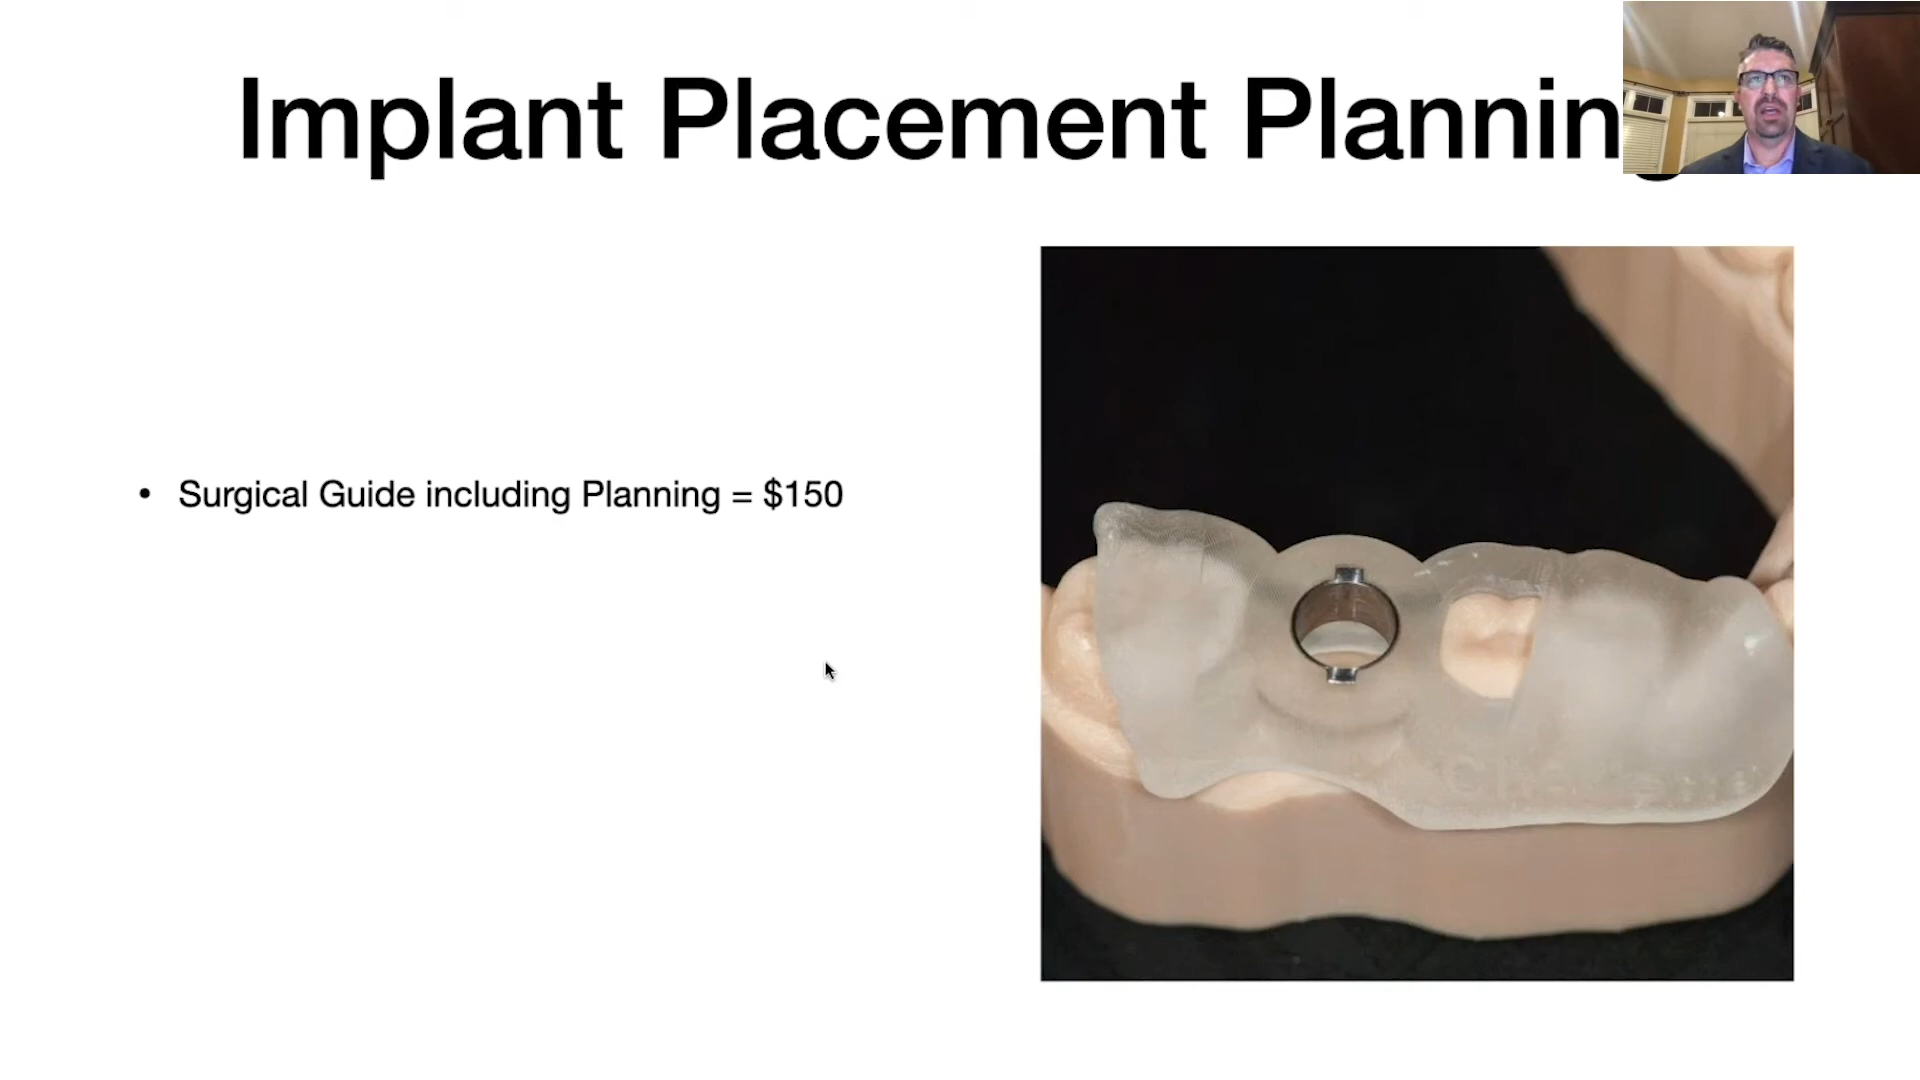 Implant Placement Plannin
• Surgical Guide including Planning = $150